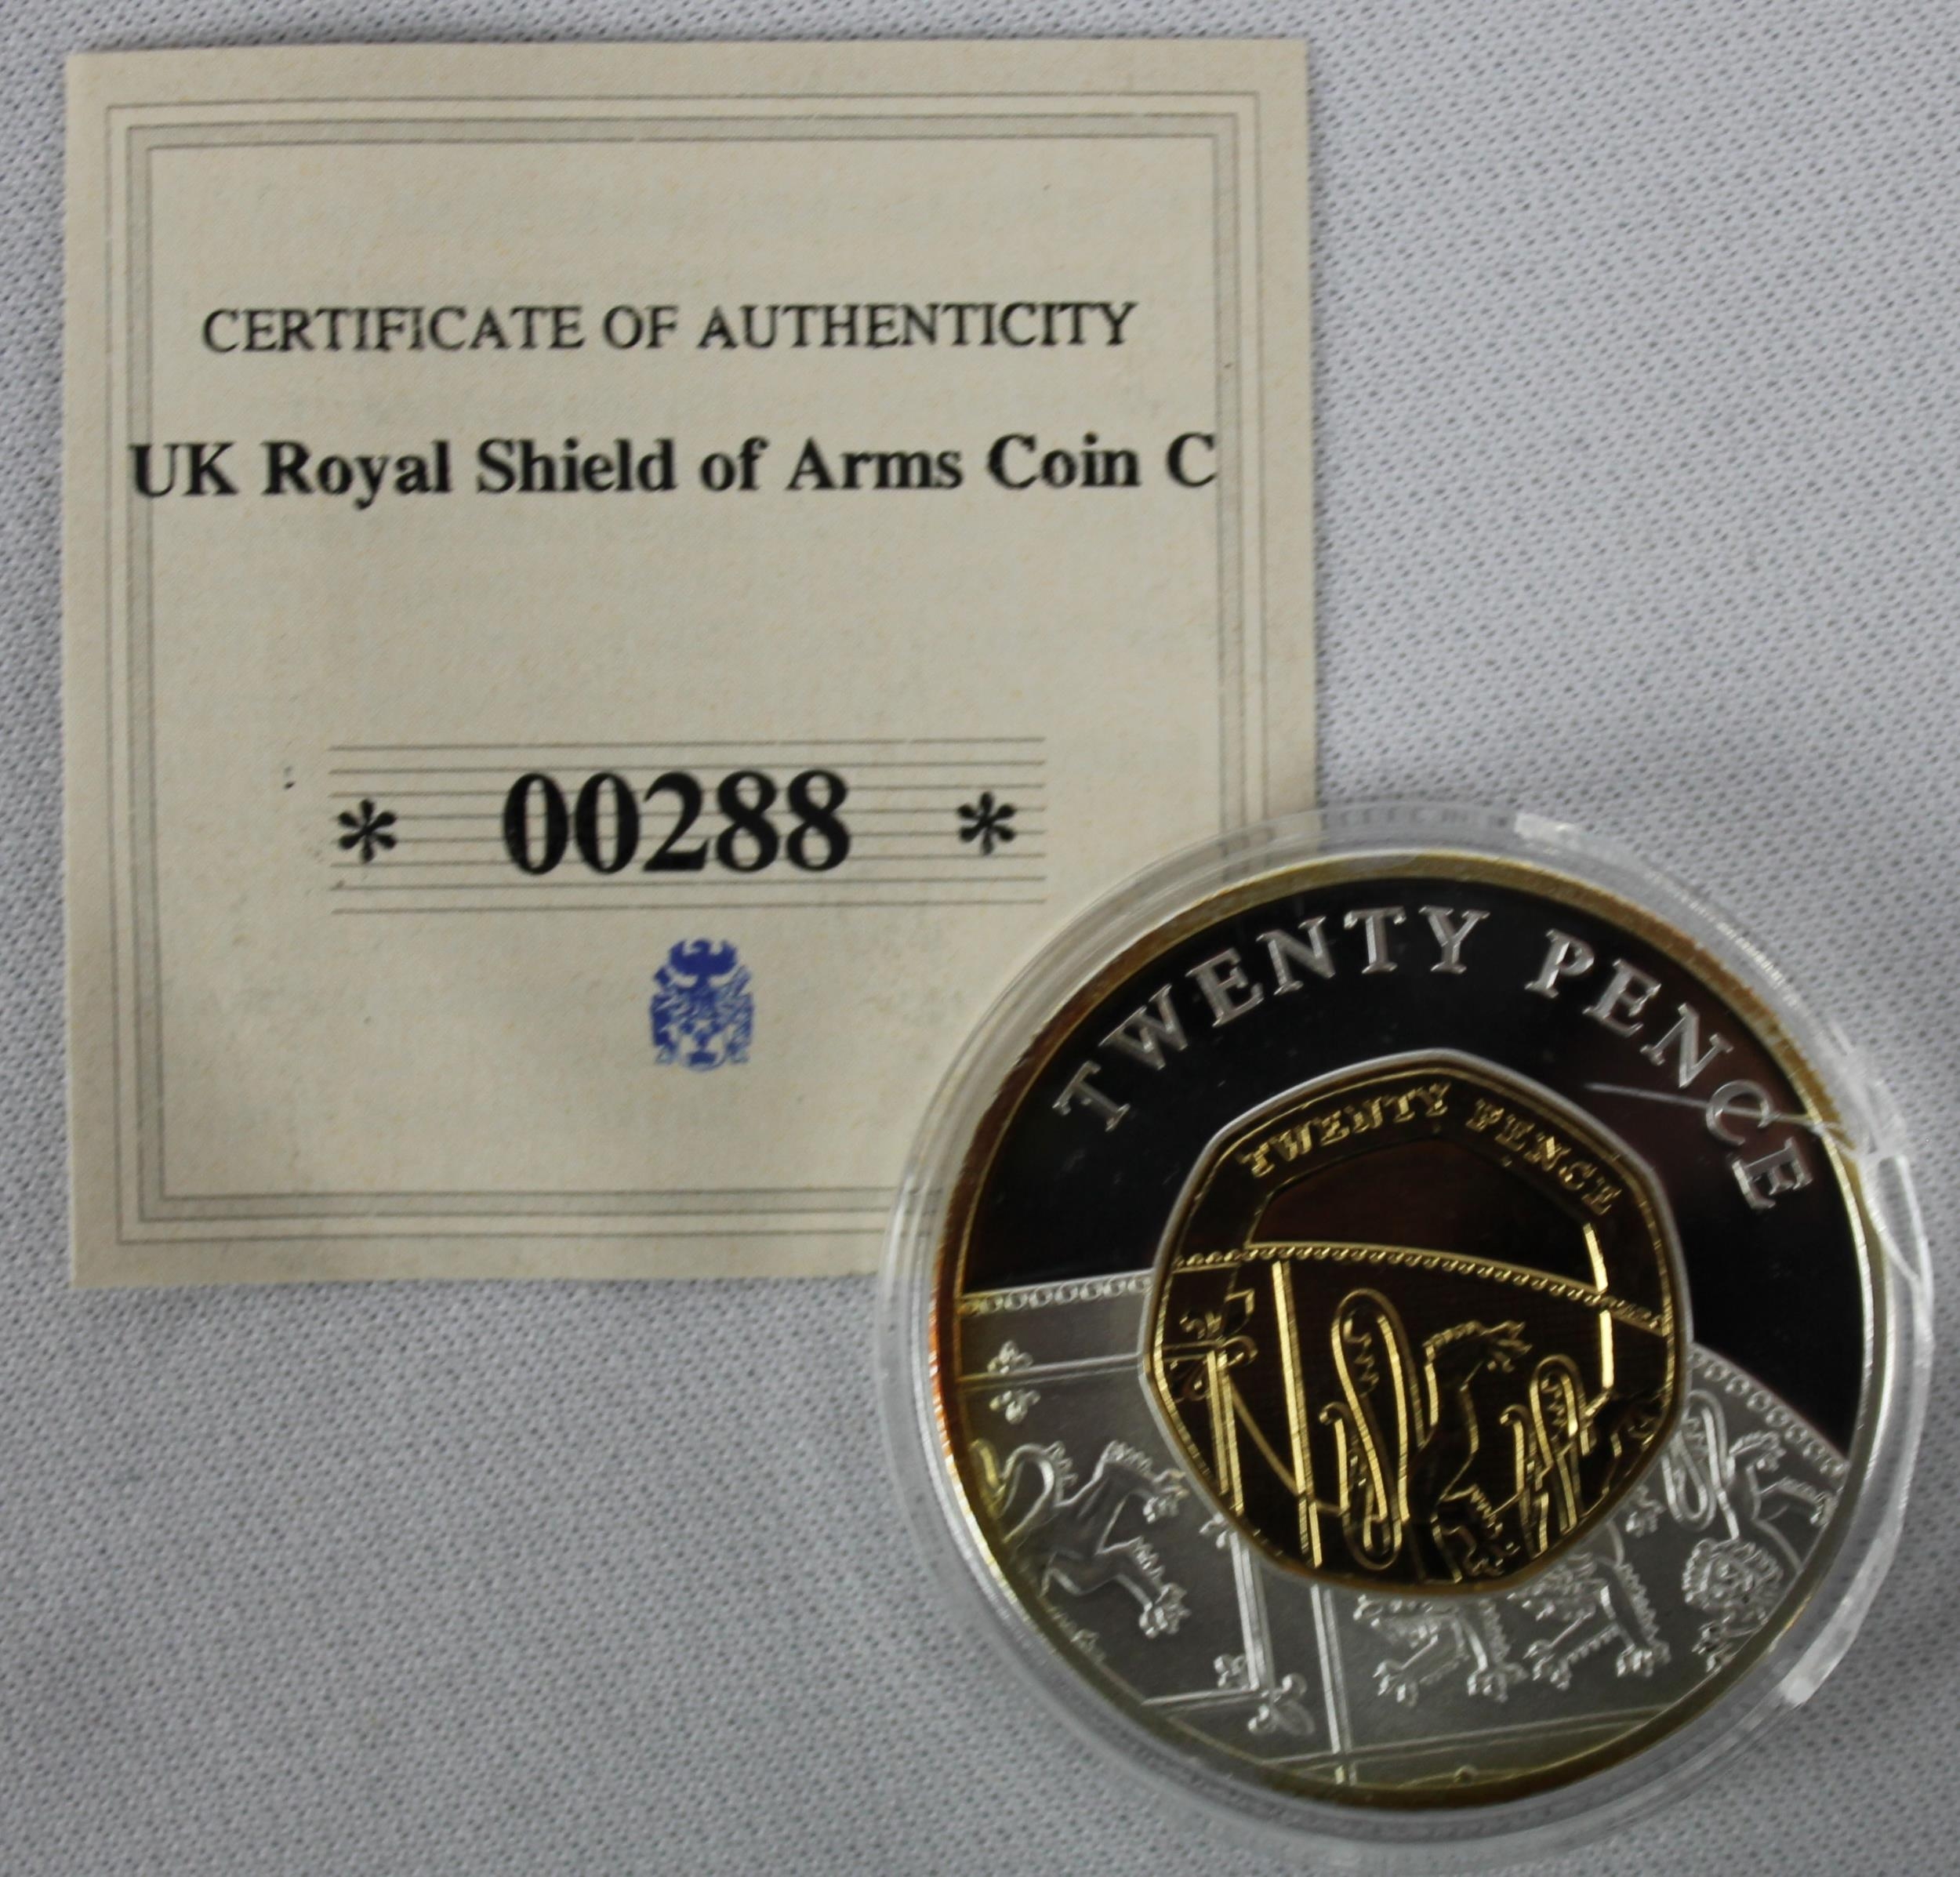 CERTIFICATE OF AUTHENTICITY
UK Royal Shield of Arms Coin C
* 00288 *
TWENTY PENCE
TWENTY PENCE